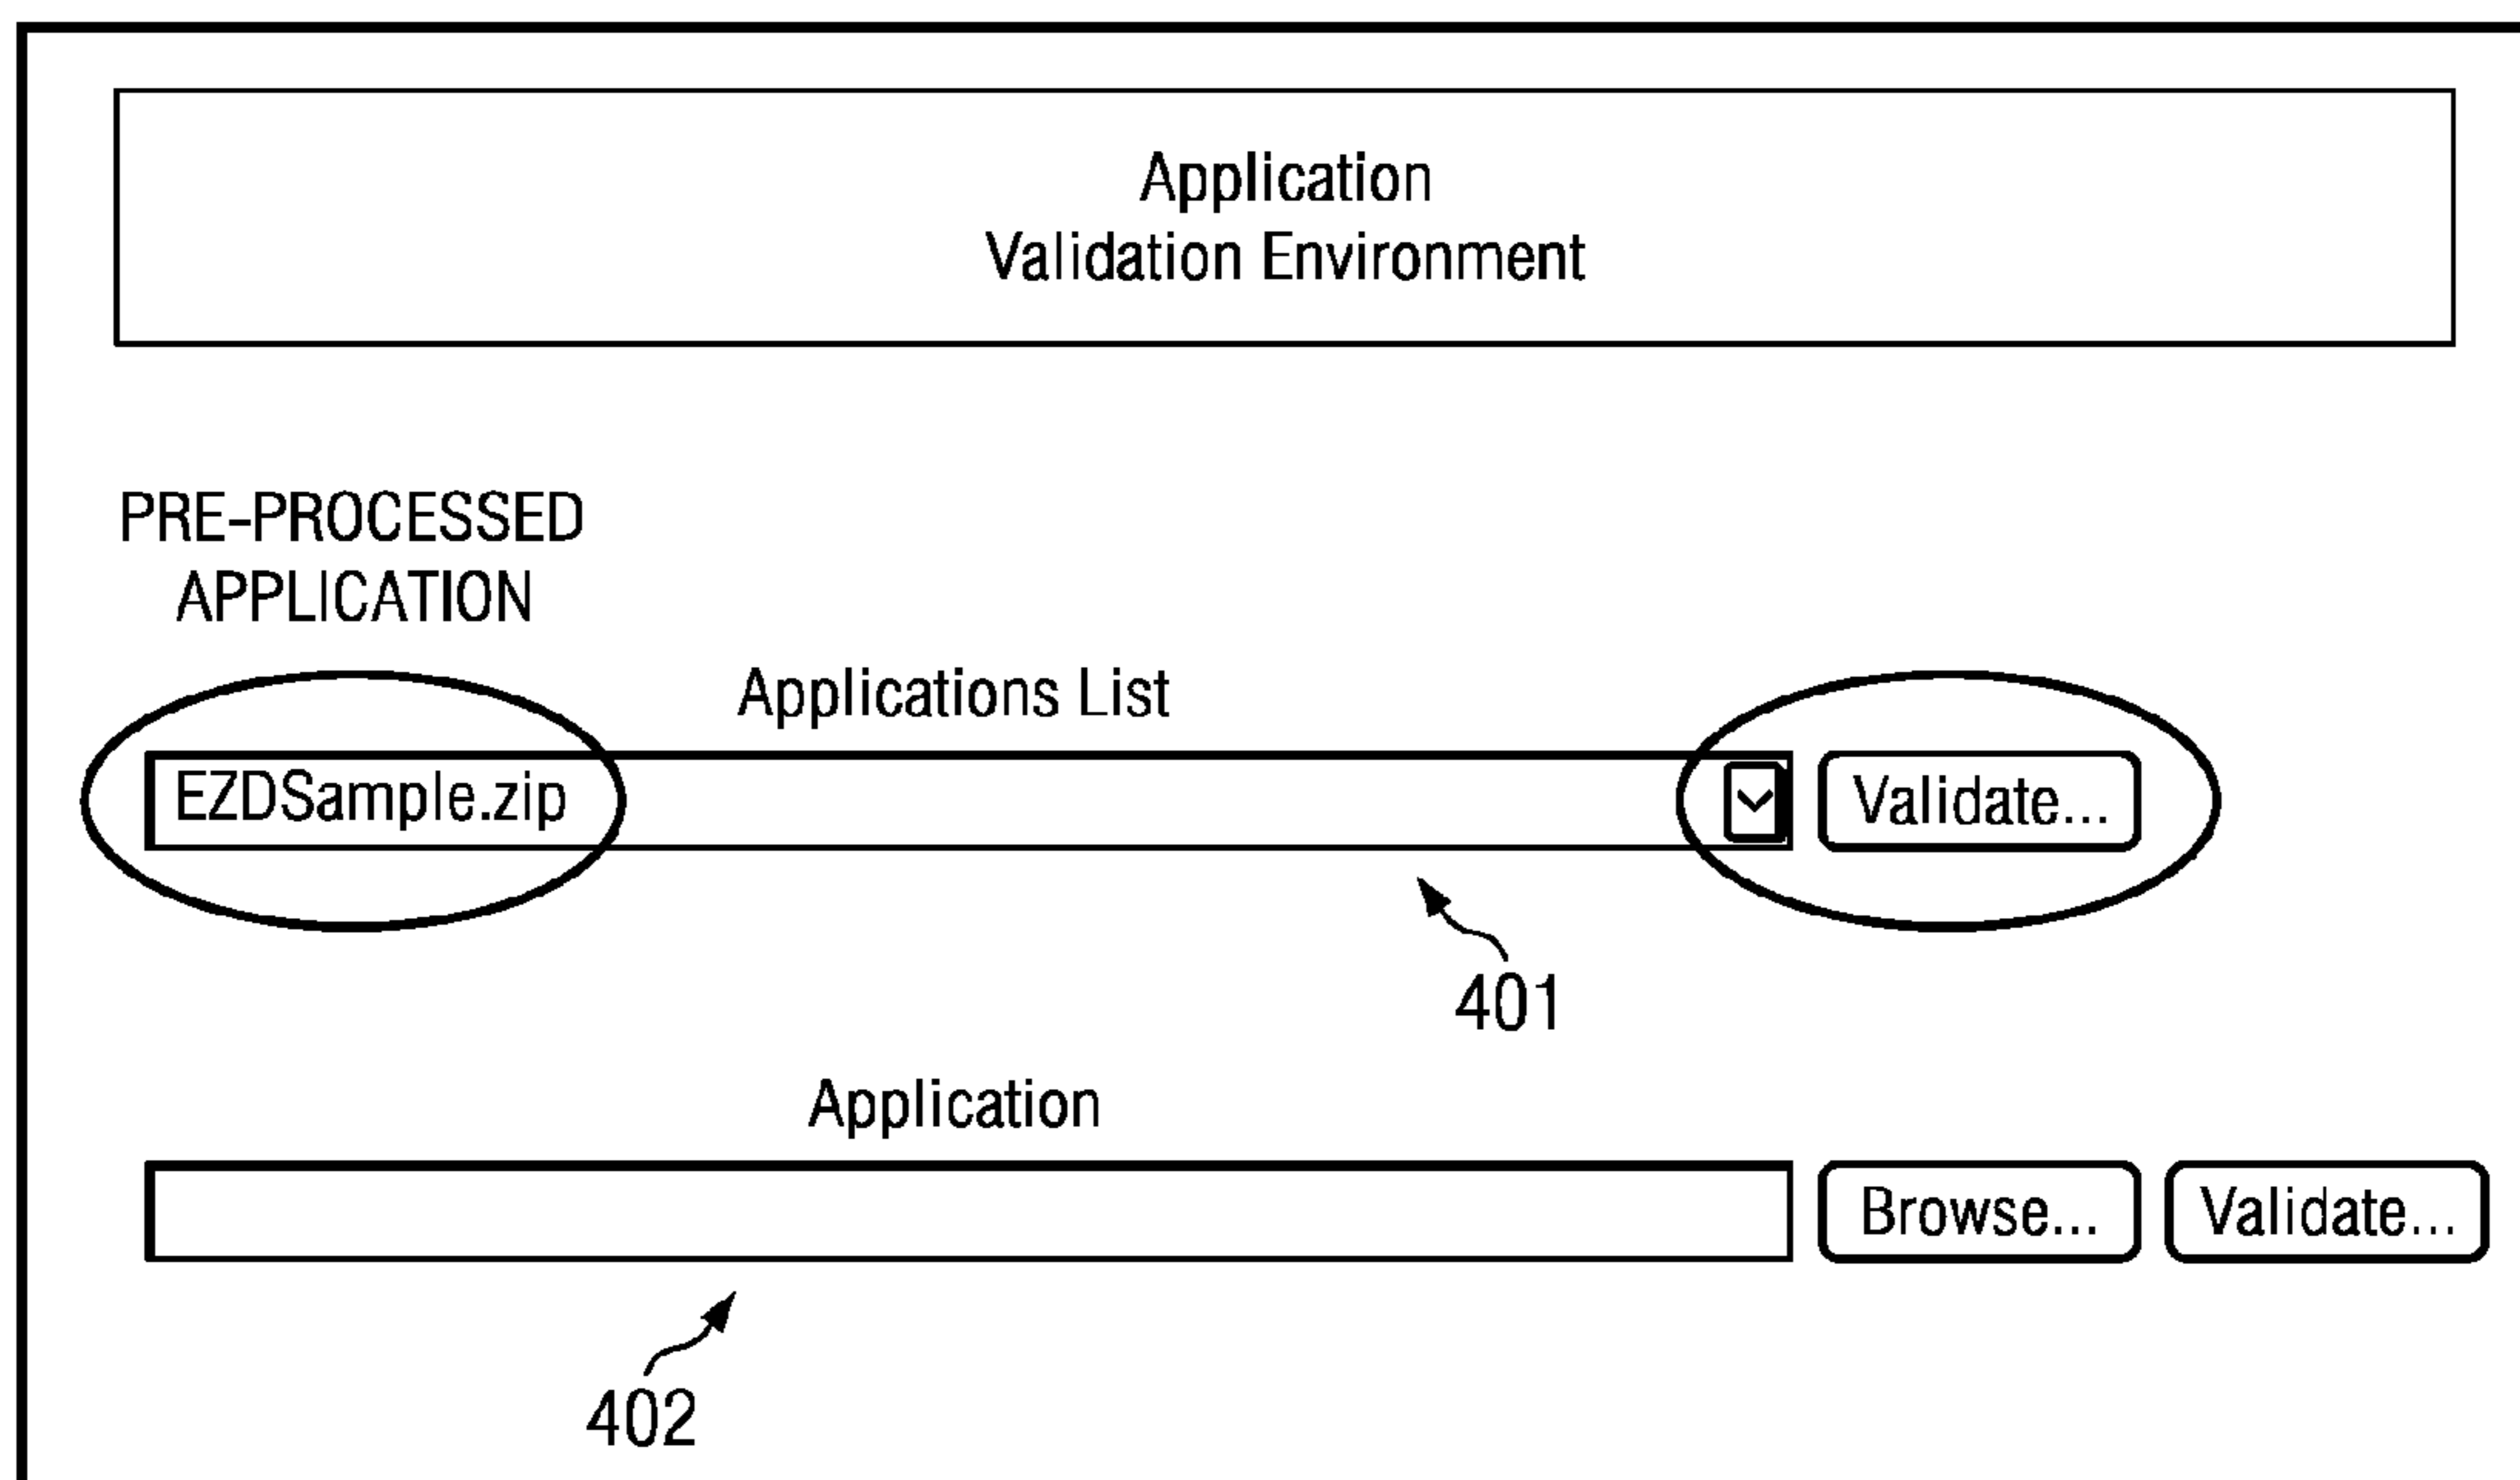 Application
Validation Environment
PRE-PROCESSED
APPLICATION
Applications List
EZDSample.zip
Validate...
401
Application
Browse... Validate...
402